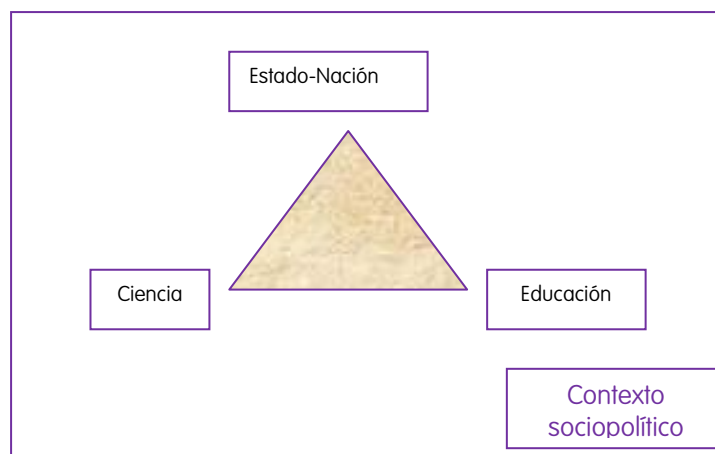 Estado-Nación
Ciencia
Educación
Contexto
sociopolítico